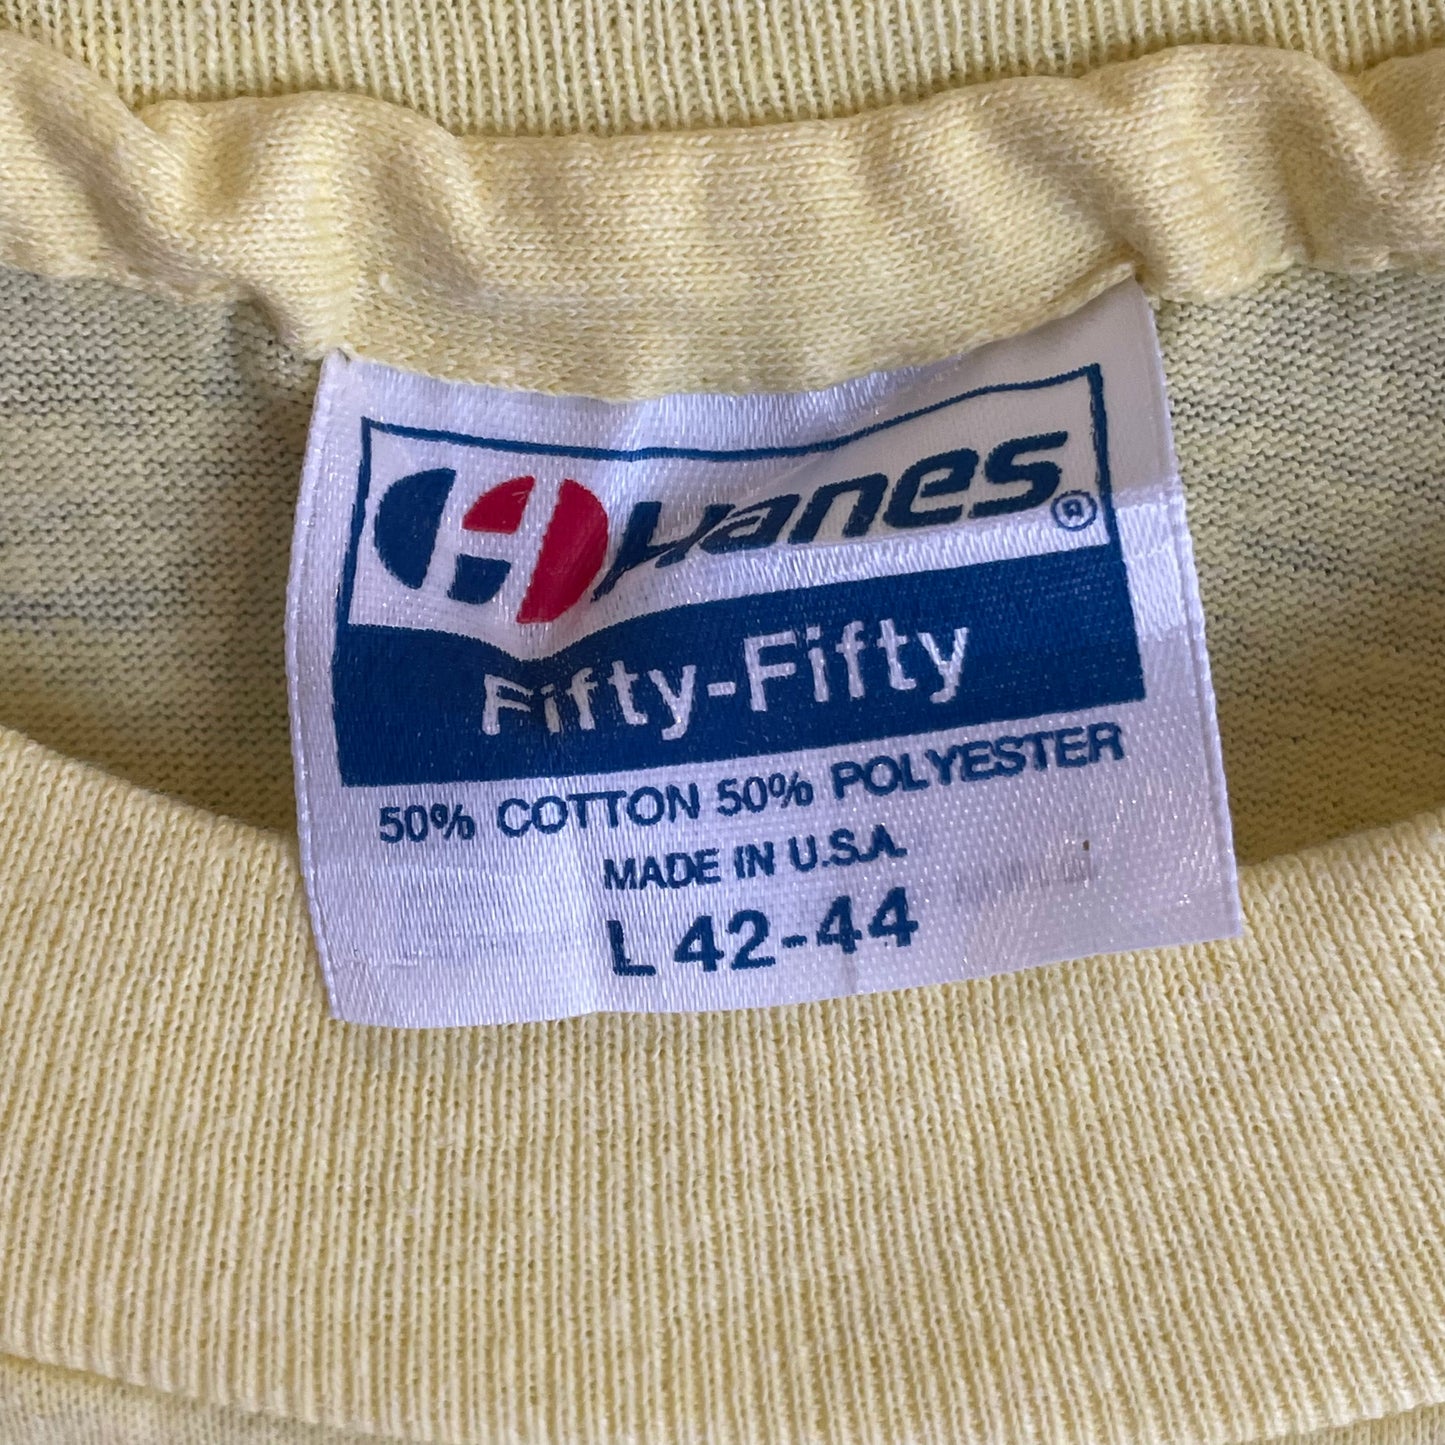 H Hanes®
Fifty-Fifty
50% COTTON 50% POLYESTER
MADE IN U.S.A.
L 42-44